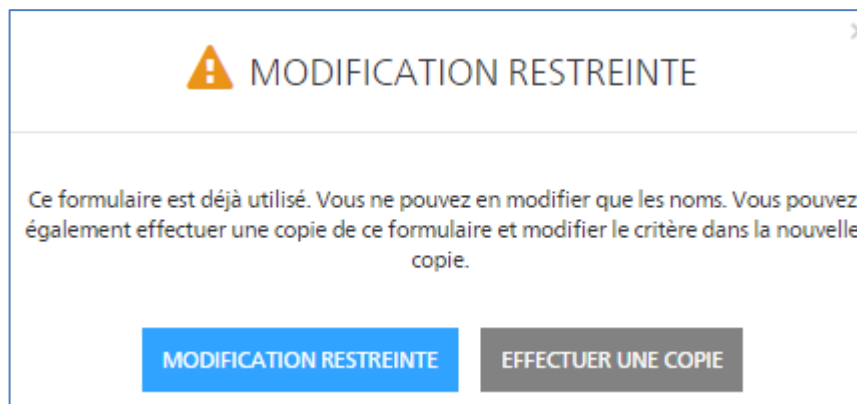 MODIFICATION RESTREINTE
Ce formulaire est déjà utilisé. Vous ne pouvez en modifier que les noms. Vous pouvez
également effectuer une copie de ce formulaire et modifier le critère dans la nouvelle
copie.
MODIFICATION RESTREINTE
EFFECTUER UNE COPIE